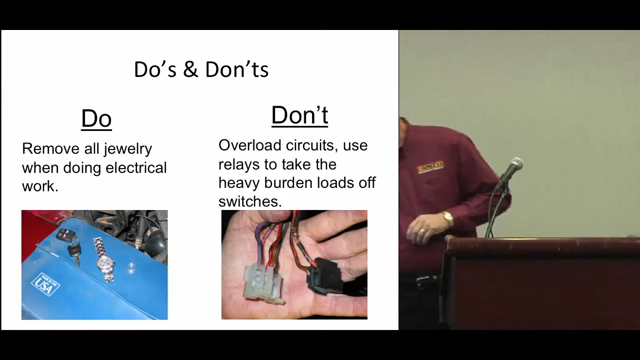 Do's & Don'ts
Do
Remove all jewelry
when doing electrical
work.
Don't
Overload circuits, use
relays to take the
heavy burden loads off
switches.
USA